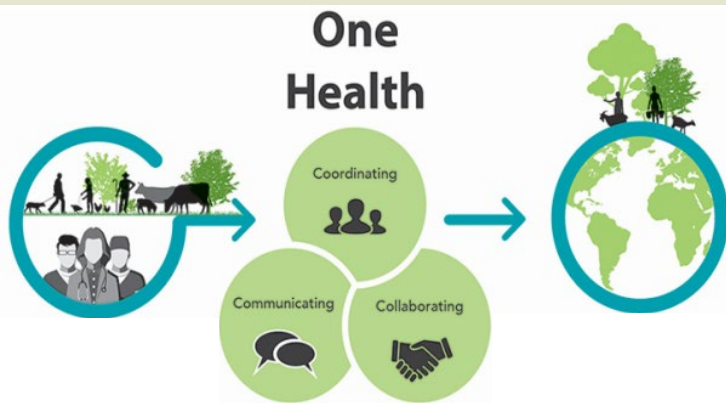 One
Health
Coordinating
Communicating
Collaborating